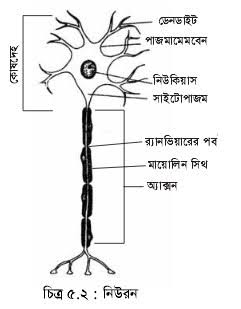 ডেনড্রাইট
পাজমামেমবেন
কোষদেহ
নিউকিয়াস
সাইটোপাজম
র‍্যানভিয়ারের পর্ব
মায়োলিন সিথ
অ্যাক্সন
চিত্র ৫.২ : নিউরন